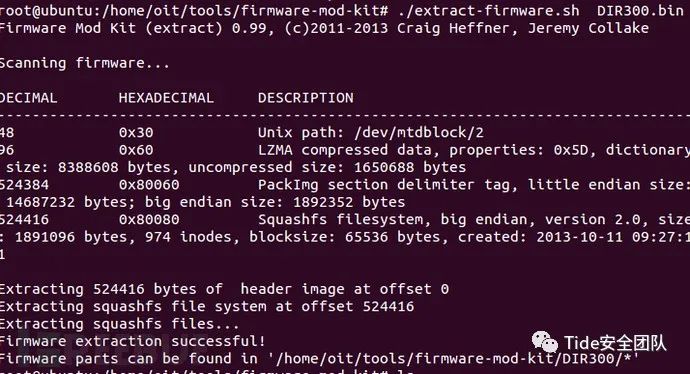 root@ubuntu:/home/oit/tools/firmware-mod-kit# ./extract-firmware.sh  DIR300.bin
Firmware Mod Kit (extract) 0.99, (c)2011-2013 Craig Heffner, Jeremy Collake
Scanning firmware...
DECIMAL       HEXADECIMAL     DESCRIPTION
--------------------------------------------------------------------------------
48            0x30            Unix path: /dev/mtdblock/2
96            0x60            LZMA compressed data, properties: 0x5D, dictionary
size: 8388608 bytes, uncompressed size: 1650688 bytes
524384        0x80060         PackImg section delimiter tag, little endian size:
14687232 bytes; big endian size: 1892352 bytes
524416        0x80080         Squashfs filesystem, big endian, version 2.0, size
: 1891096 bytes, 974 inodes, blocksize: 65536 bytes, created: 2013-10-11 09:27:1
1
Extracting 524416 bytes of  header image at offset 0
Extracting squashfs file system at offset 524416
Extracting squashfs files...
Firmware extraction successful!
Firmware parts can be found in '/home/oit/tools/firmware-mod-kit/DIR300/*'
root@ubuntu:/home/oit/tools/firmware-mod-kit# ls
Tide安全团队